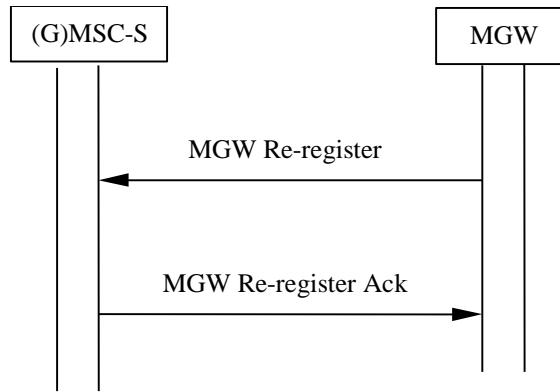 (G)MSC-S
MGW
MGW Re-register
MGW Re-register Ack